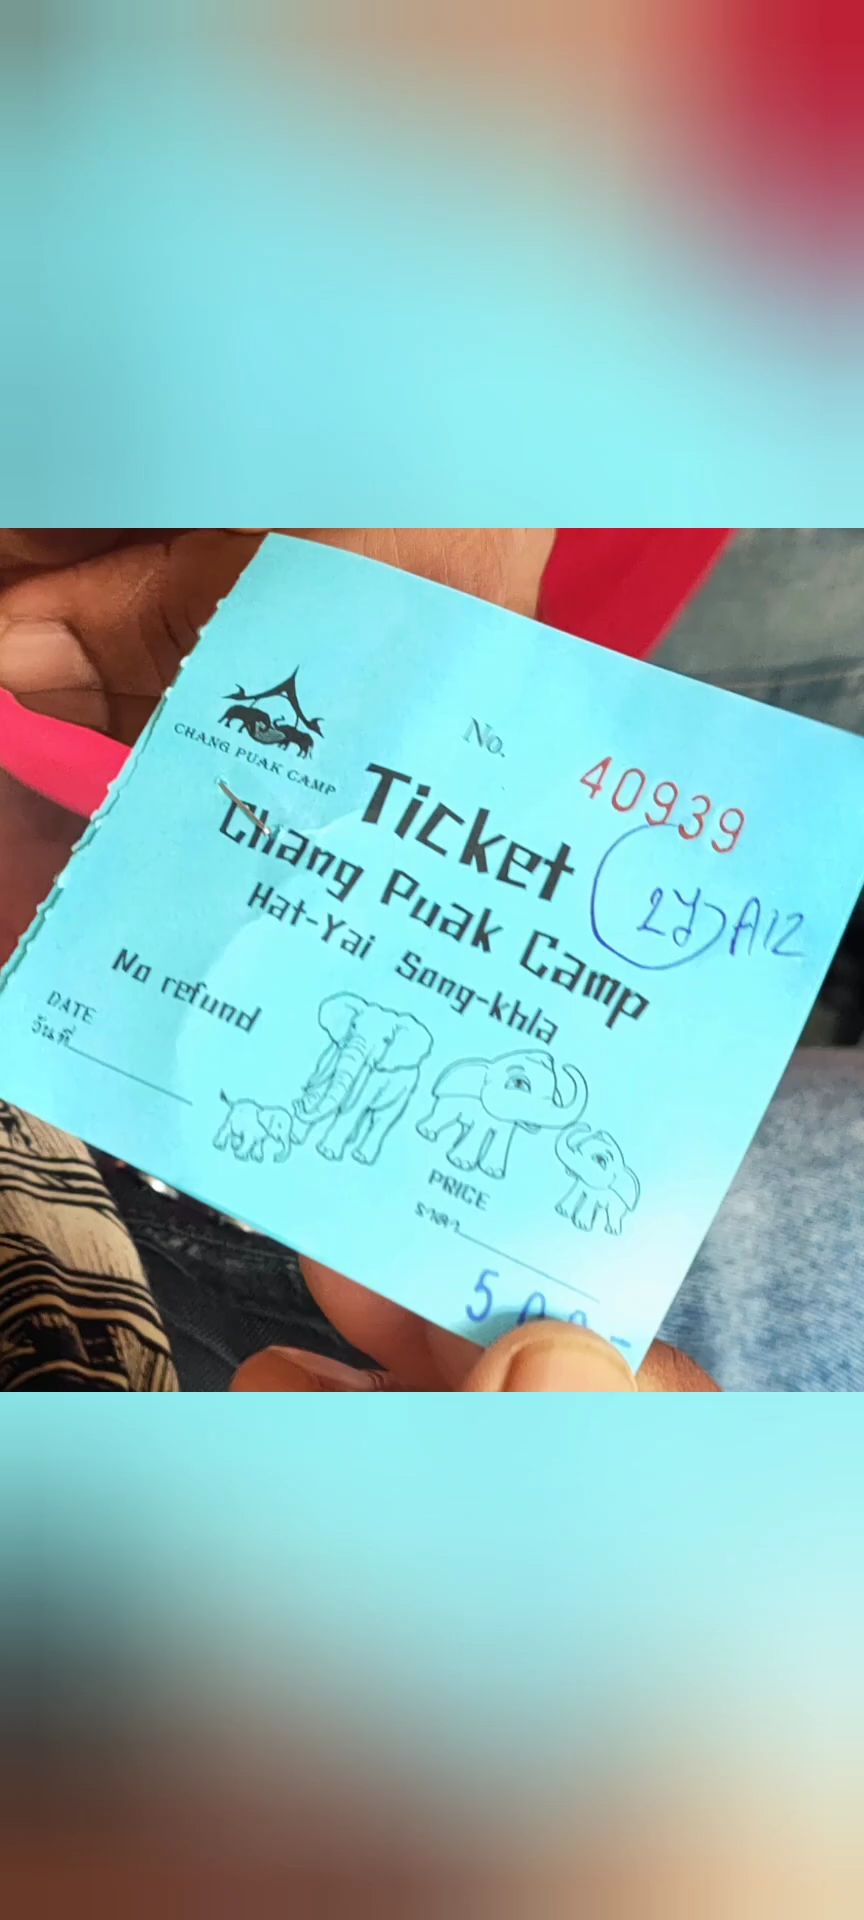 CHANG PUAK CAMP
No. 40939
Ticket
Chang Puak Camp
Hat-Yai Song-khla
A12
No refund
DATE
วันที่
PRICE
ราคา